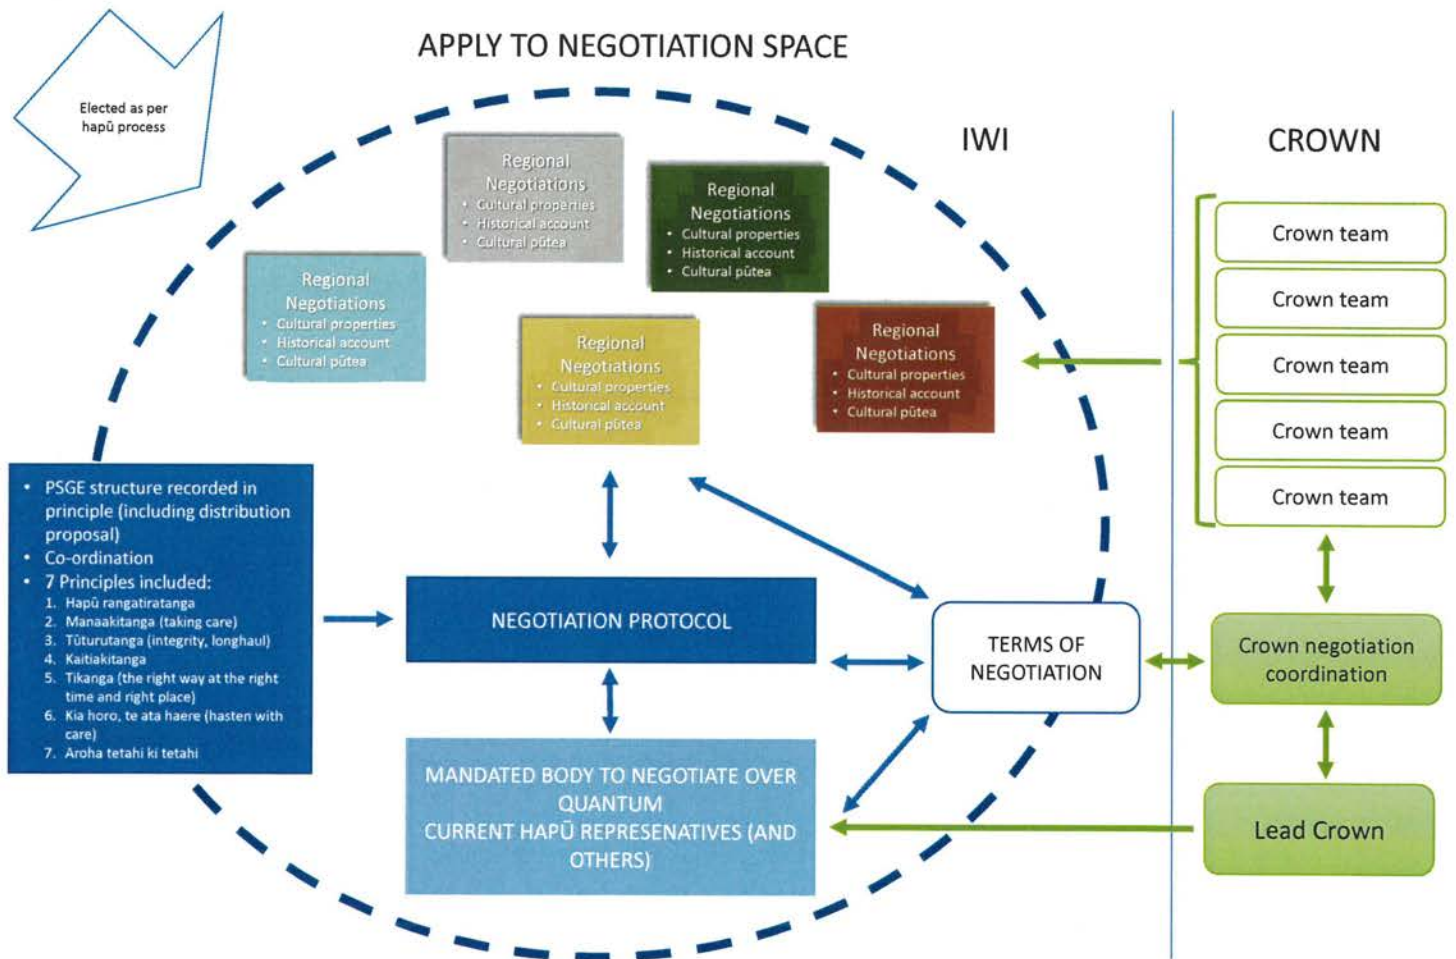 APPLY TO NEGOTIATION SPACE
Elected as per
hapū process
IWI
CROWN
Regional
Negotiations
• Cultural properties
• Historical account
• Cultural pūtea
Regional
Negotiations
• Cultural properties
• Historical account
• Cultural pūtea
Regional
Negotiations
• Cultural properties
• Historical account
• Cultural pūtea
Regional
Negotiations
• Cultural properties
• Historical account
• Cultural pūtea
Regional
Negotiations
• Cultural properties
• Historical account
• Cultural pūtea
Crown team
Crown team
Crown team
Crown team
Crown team
• PSGE structure recorded in
principle (including distribution
proposal)
• Co-ordination
• 7 Principles included:
1. Hapū rangatiratanga
2. Manaakitanga (taking care)
3. Tūturutanga (integrity, longhaul)
4. Kaitiakitanga
5. Tikanga (the right way at the right
time and right place)
6. Kia horo, te ata haere (hasten with
care)
7. Aroha tetahi ki tetahi
NEGOTIATION PROTOCOL
TERMS OF
NEGOTIATION
Crown negotiation
coordination
MANDATED BODY TO NEGOTIATE OVER
QUANTUM
CURRENT HAPŪ REPRESENATIVES (AND
OTHERS)
Lead Crown